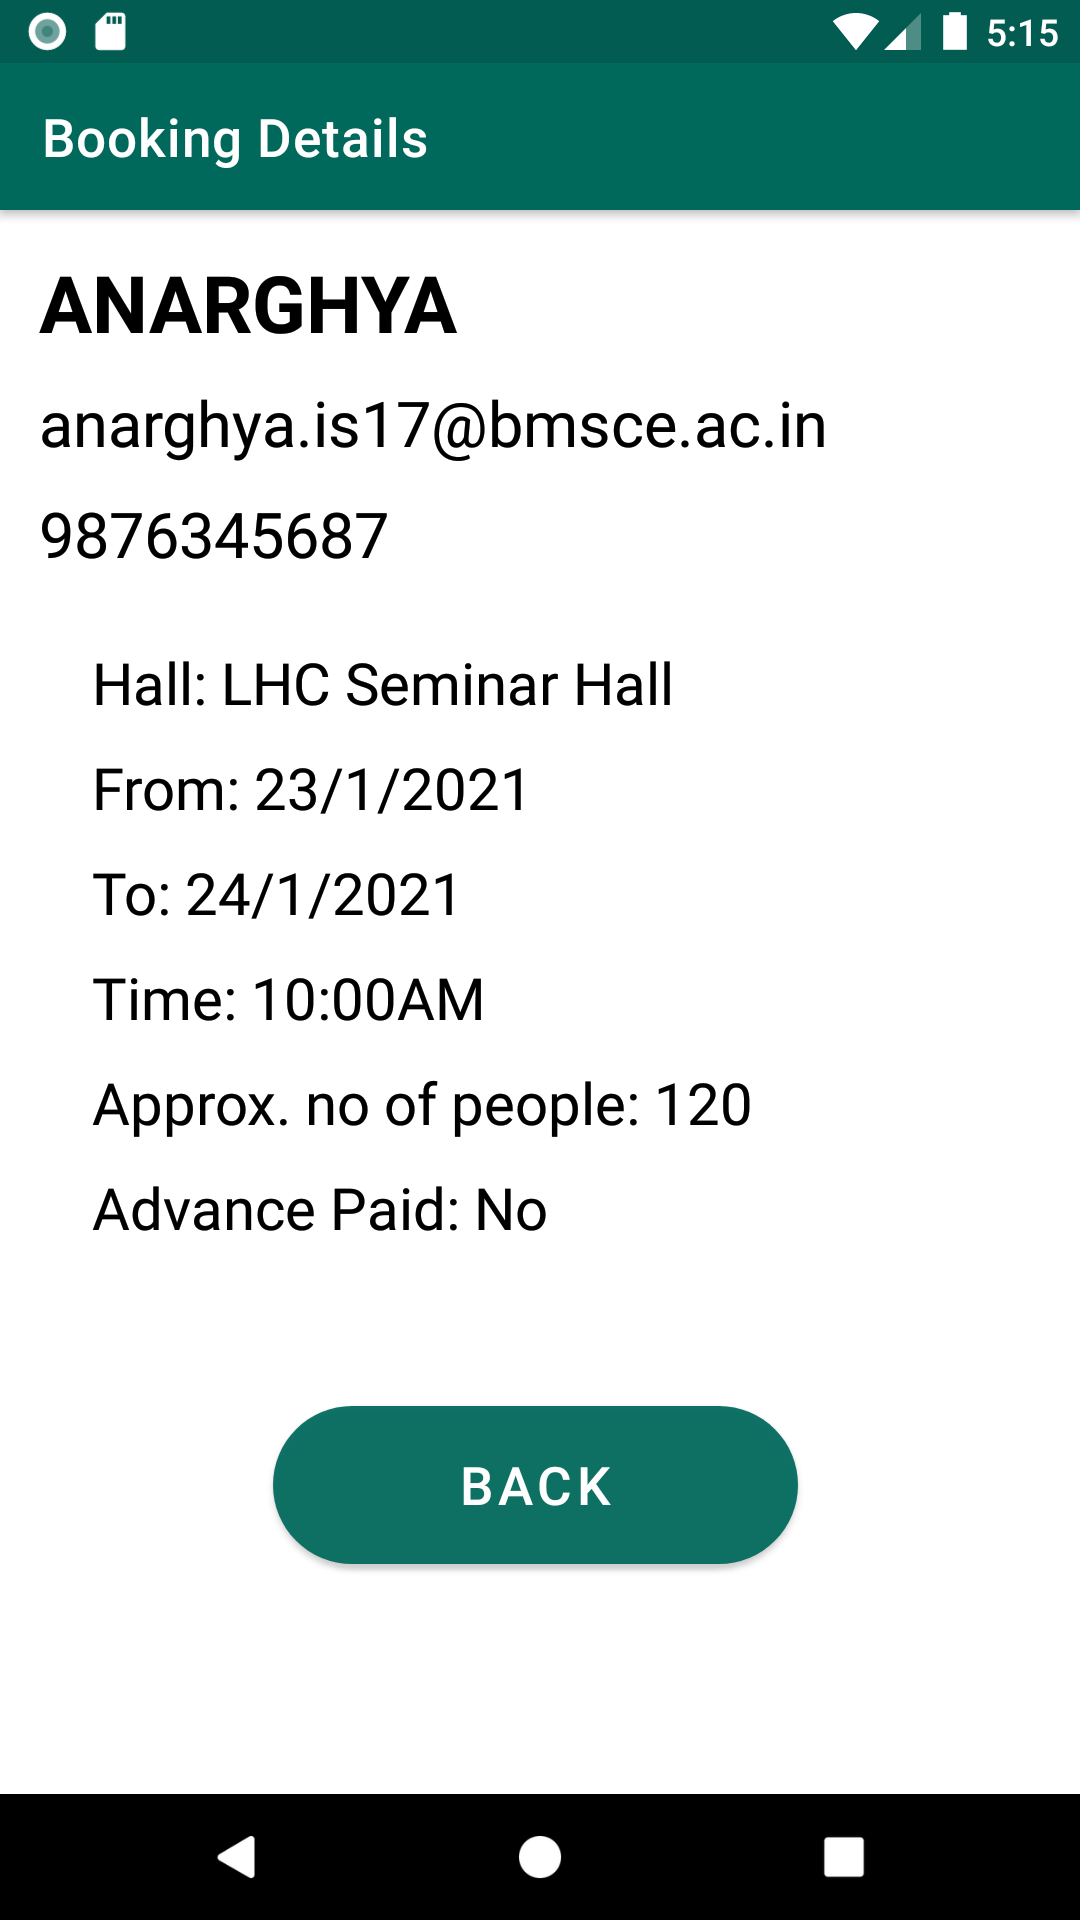 5:15
Booking Details
ANARGHYA
anarghya.is17@bmsce.ac.in
9876345687
Hall: LHC Seminar Hall
From: 23/1/2021
To: 24/1/2021
Time: 10:00AM
Approx. no of people: 120
Advance Paid: No
BACK